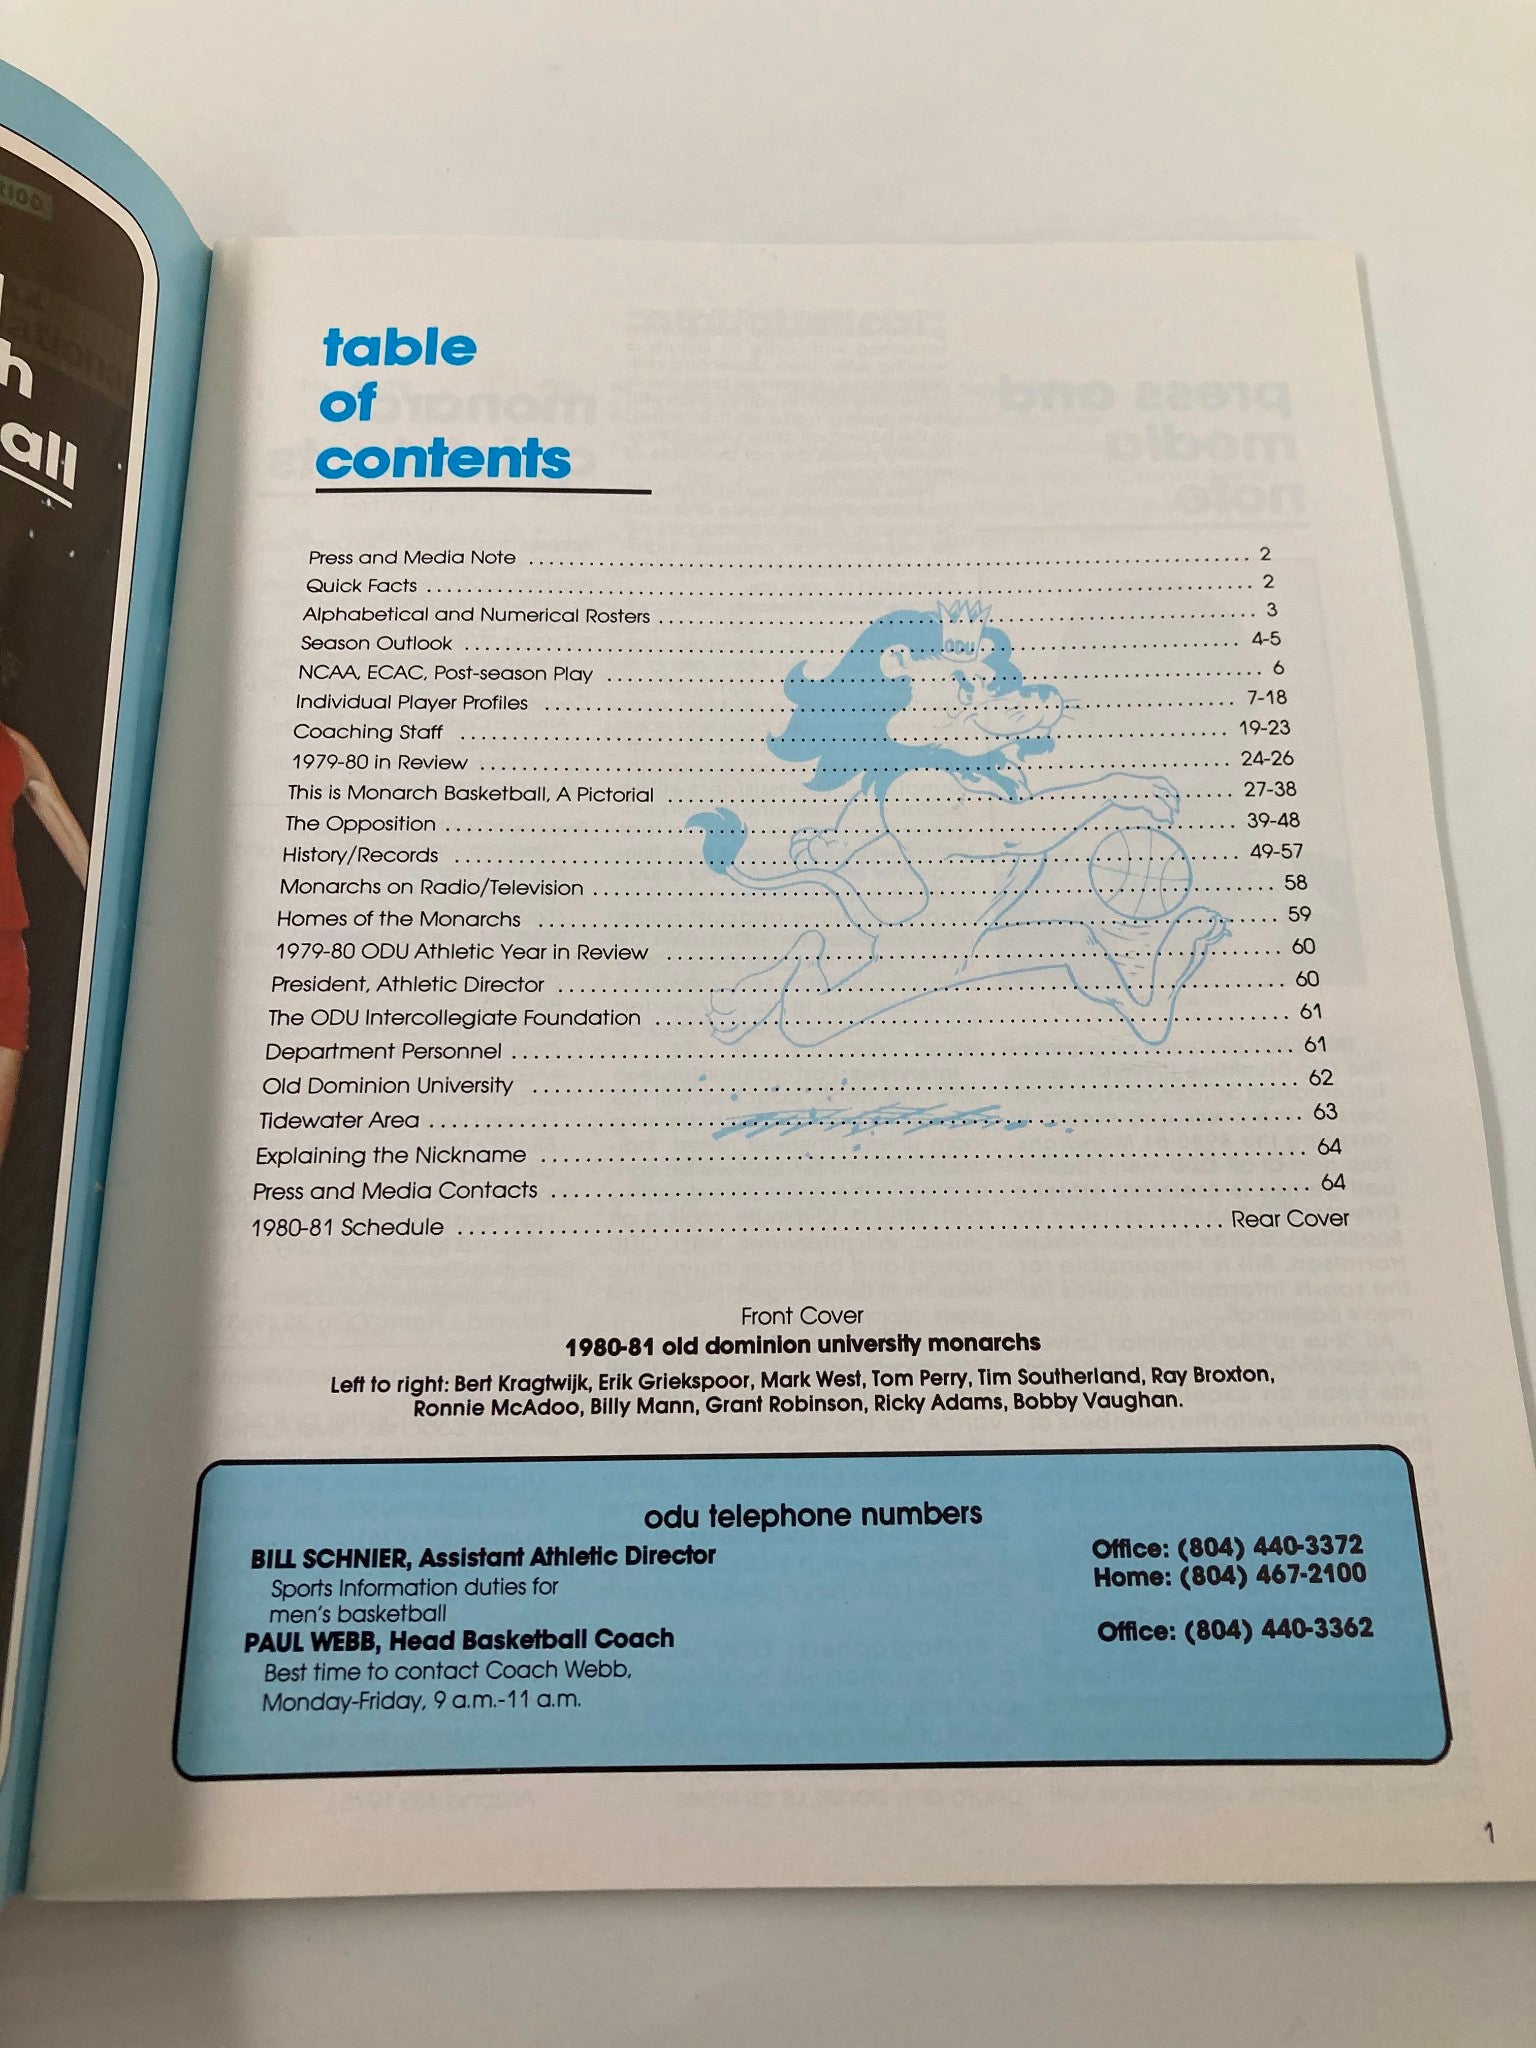 all
table
of
contents
Press and Media Note ........ 2
Quick Facts ........ 2
Alphabetical and Numerical Rosters ........ 3
Season Outlook ........ 4-5
NCAA, ECAC, Post-season Play ........ 6
Individual Player Profiles ........ 7-18
Coaching Staff ........ 19-23
1979-80 in Review ........ 24-26
This is Monarch Basketball, A Pictorial ........ 27-38
The Opposition ........ 39-48
History/Records ........ 49-57
Monarchs on Radio/Television ........ 58
Homes of the Monarchs ........ 59
1979-80 ODU Athletic Year in Review ........ 60
President, Athletic Director ........ 60
The ODU Intercollegiate Foundation ........ 61
Department Personnel ........ 61
Old Dominion University ........ 62
Tidewater Area ........ 63
Explaining the Nickname ........ 64
Press and Media Contacts ........ 64
1980-81 Schedule ........ Rear Cover
ODU
Front Cover
1980-81 old dominion university monarchs
Left to right: Bert Kragtwijk, Erik Griekspoor, Mark West, Tom Perry, Tim Southerland, Ray Broxton,
Ronnie McAdoo, Billy Mann, Grant Robinson, Ricky Adams, Bobby Vaughan.
odu telephone numbers
BILL SCHNIER, Assistant Athletic Director Office: (804) 440-3372
Sports Information duties for Home: (804) 467-2100
men's basketball
PAUL WEBB, Head Basketball Coach Office: (804) 440-3362
Best time to contact Coach Webb,
Monday-Friday, 9 a.m.-11 a.m.
1